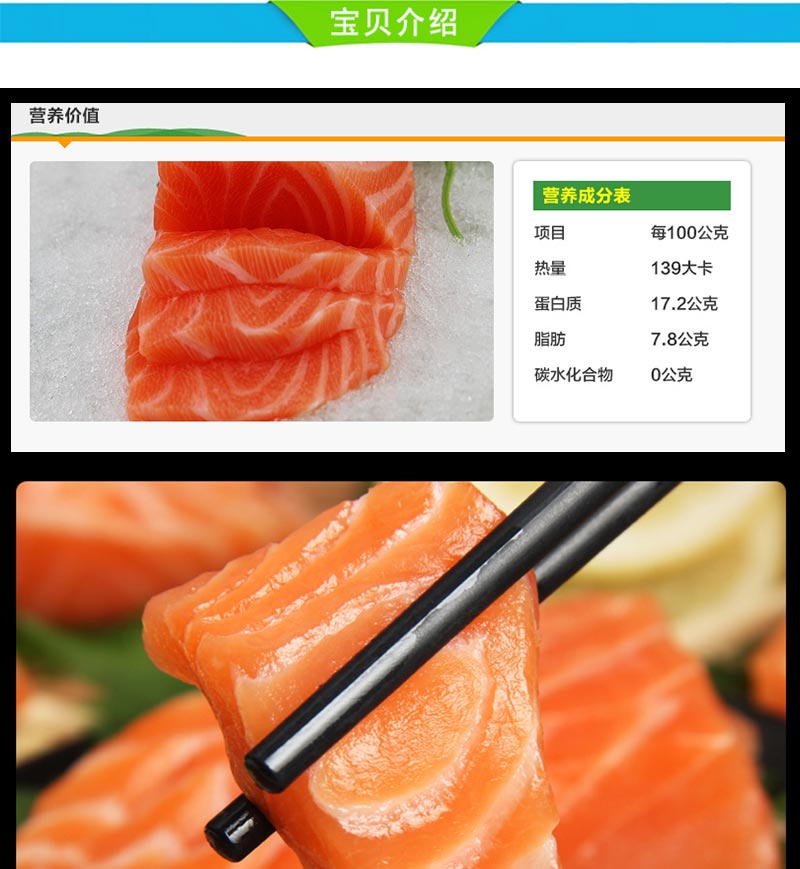 宝贝介绍
营养价值
营养成分表
项目 每100公克
热量 139大卡
蛋白质 17.2公克
脂肪 7.8公克
碳水化合物 0公克